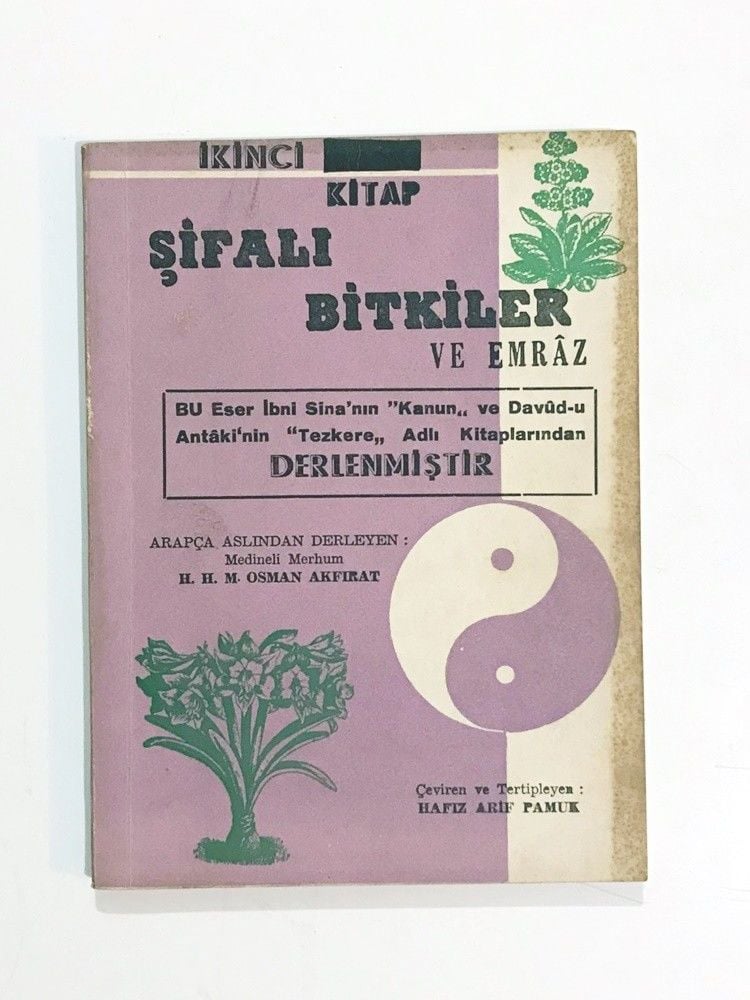 İKİNCİ
KİTAP
ŞİFALI
BİTKİLER
VE EMRÂZ
BU Eser İbni Sina'nın "Kanun„ ve Davûd-u
Antâki'nin "Tezkere„ Adlı Kitaplarından
DERLENMİŞTİR
ARAPÇA ASLINDAN DERLEYEN :
Medineli Merhum
H. H. M. OSMAN AKFIRAT
Çeviren ve Tertipleyen :
HAFIZ ARİF PAMUK